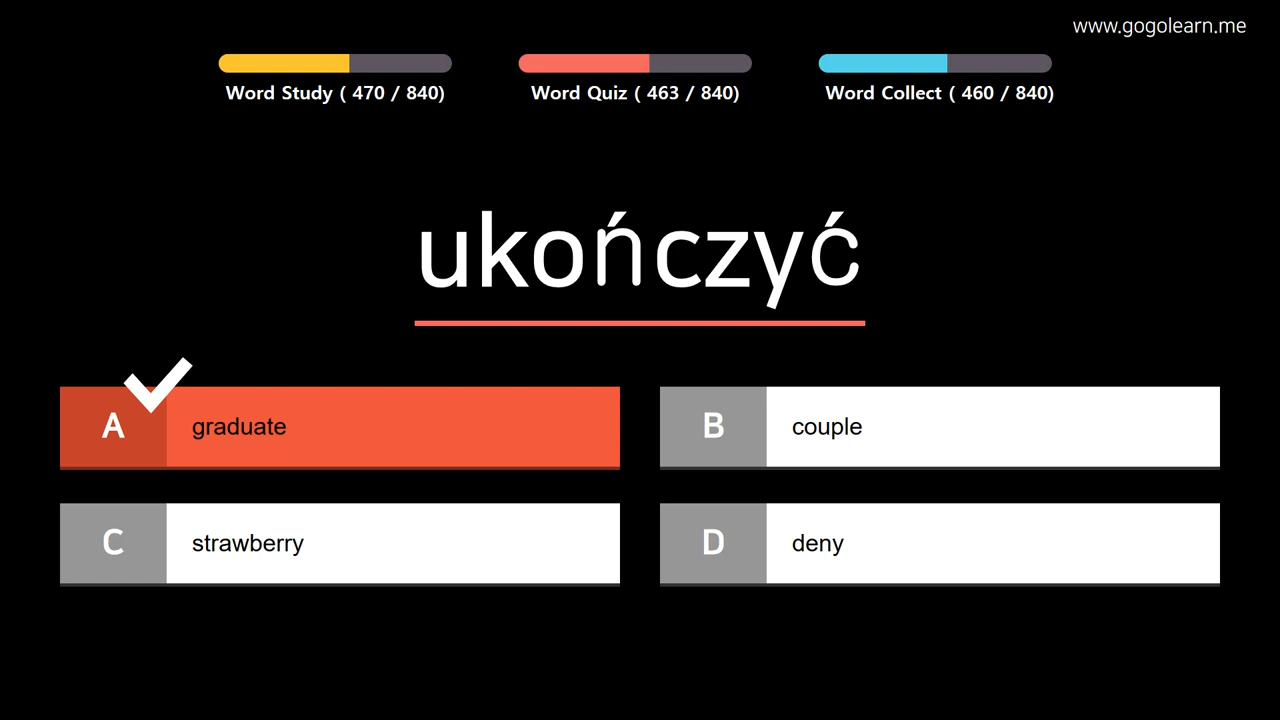 www.gogolearn.me
Word Study ( 470 / 840)
Word Quiz ( 463 / 840)
Word Collect ( 460 / 840)
ukończyć
A graduate
B couple
C strawberry
D deny